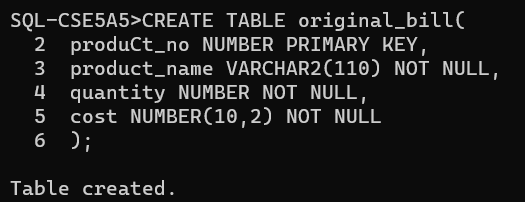 SQL-CSE5A5>CREATE TABLE original_bill(
  2  produCt_no NUMBER PRIMARY KEY,
  3  product_name VARCHAR2(110) NOT NULL,
  4  quantity NUMBER NOT NULL,
  5  cost NUMBER(10,2) NOT NULL
  6  );
Table created.